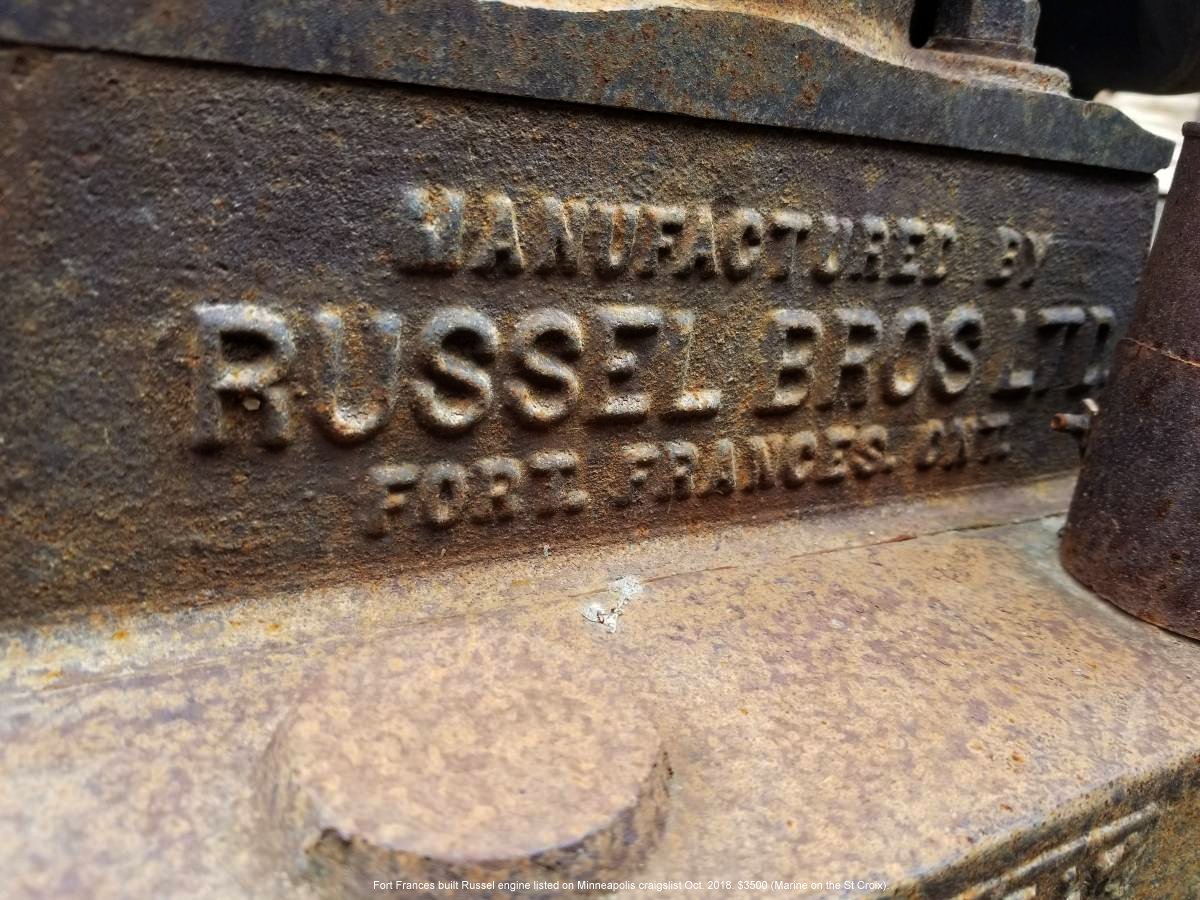 MANUFACTURED BY
RUSSEL BROS LTD
FORT. FRANCES. ONT.
Fort Frances built Russel engine listed on Minneapolis craigslist Oct. 2018. $3500 (Marine on the St Croix).